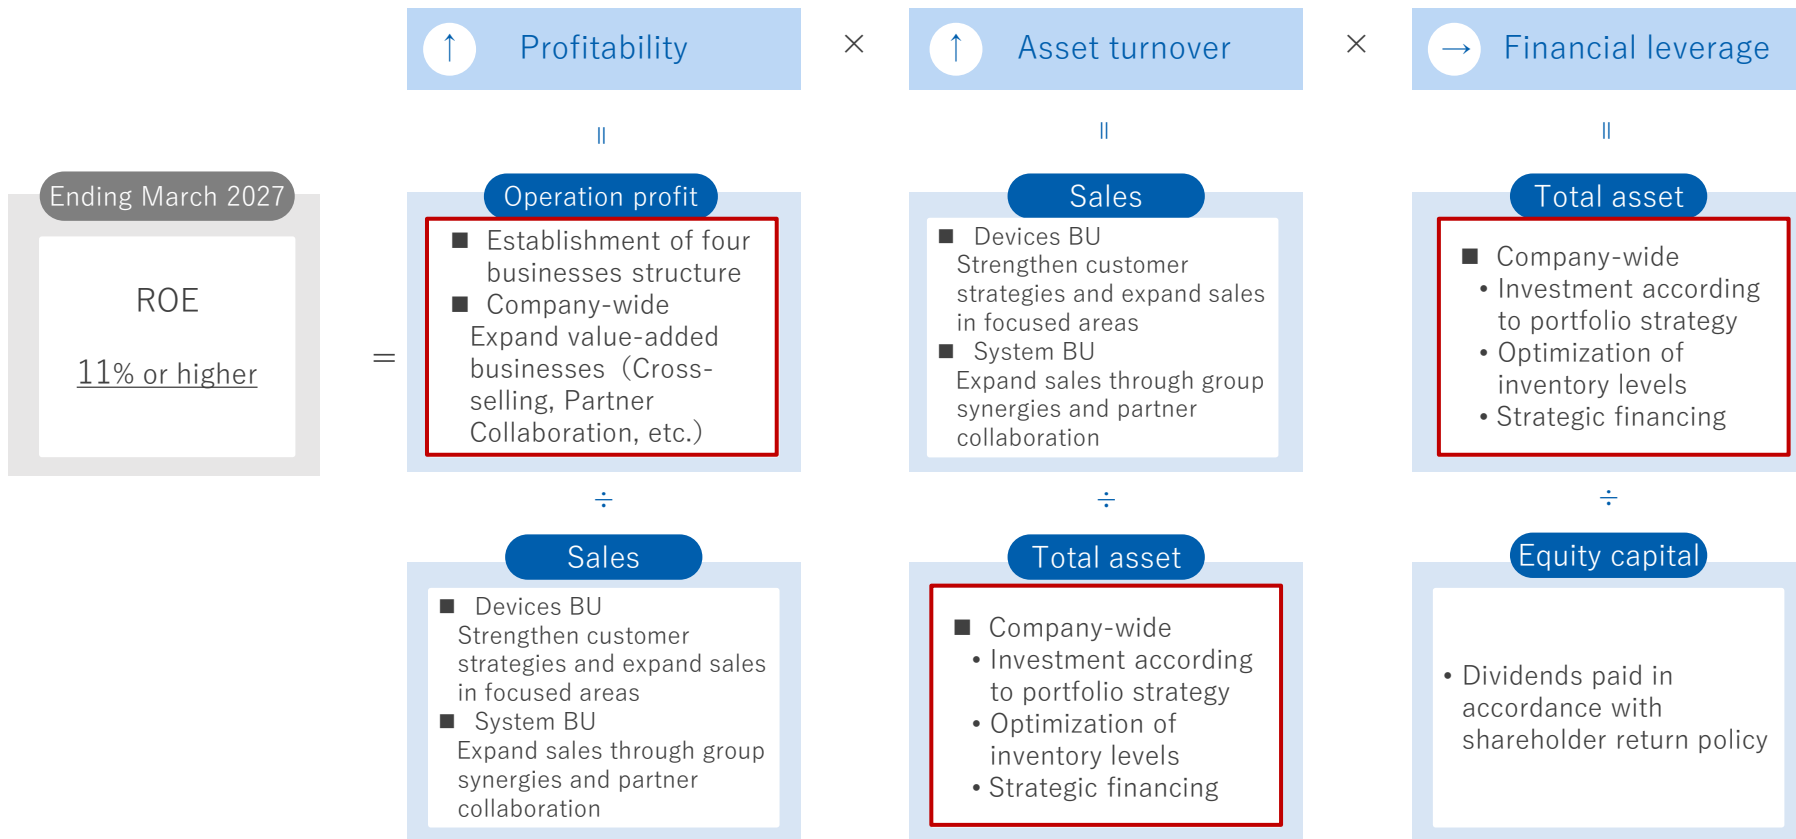 ↑ Profitability × ↑ Asset turnover × → Financial leverage
= = =
Ending March 2027
ROE
11% or higher
=
Operation profit
■ Establishment of four
businesses structure
■ Company-wide
Expand value-added
businesses（Cross-
selling, Partner
Collaboration, etc.）
÷
Sales
■ Devices BU
Strengthen customer
strategies and expand sales
in focused areas
■ System BU
Expand sales through group
synergies and partner
collaboration
Sales
■ Devices BU
Strengthen customer
strategies and expand sales
in focused areas
■ System BU
Expand sales through group
synergies and partner
collaboration
÷
Total asset
■ Company-wide
• Investment according
to portfolio strategy
• Optimization of
inventory levels
• Strategic financing
Total asset
■ Company-wide
• Investment according
to portfolio strategy
• Optimization of
inventory levels
• Strategic financing
÷
Equity capital
• Dividends paid in
accordance with
shareholder return policy